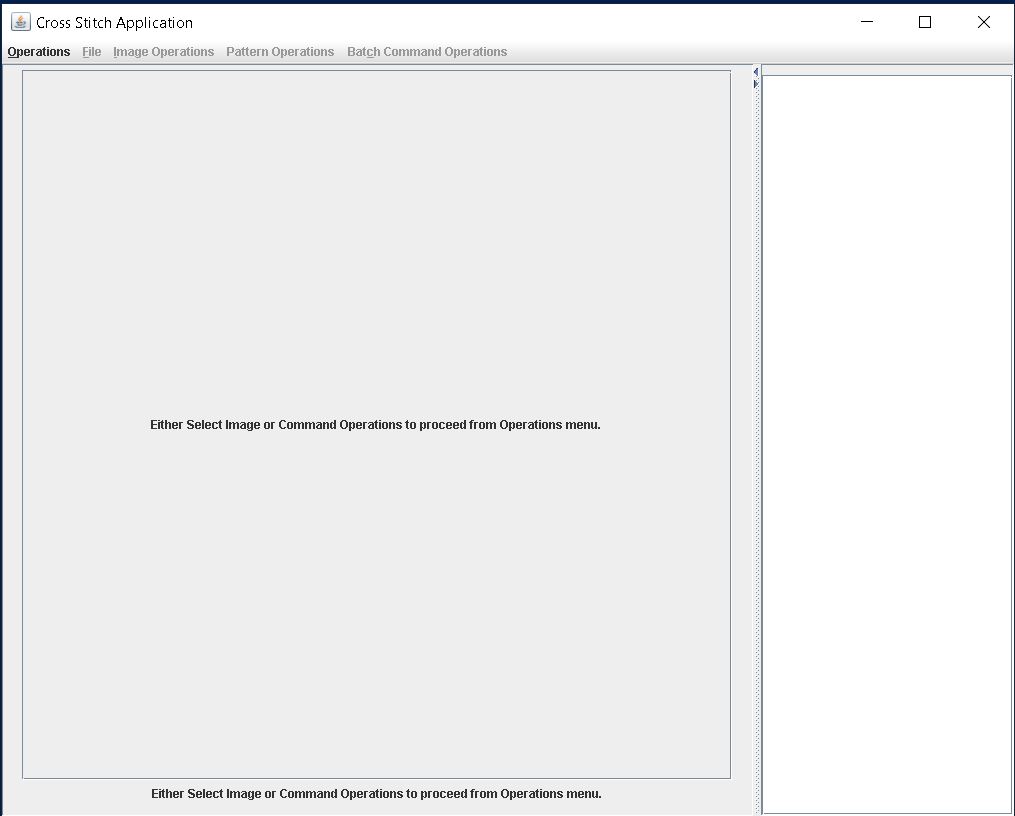 Cross Stitch Application
Operations File Image Operations Pattern Operations Batch Command Operations
Either Select Image or Command Operations to proceed from Operations menu.
Either Select Image or Command Operations to proceed from Operations menu.